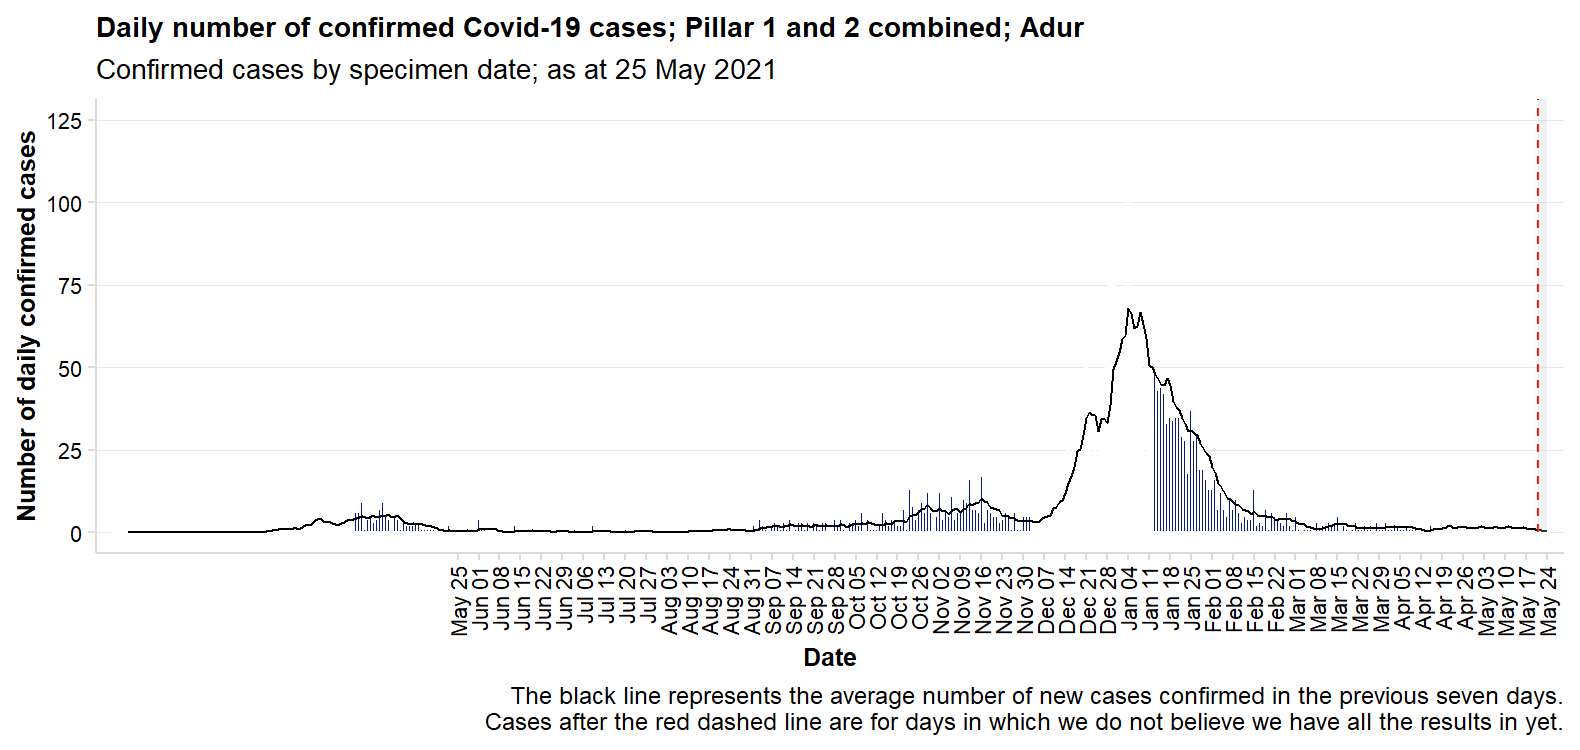 Daily number of confirmed Covid-19 cases; Pillar 1 and 2 combined; Adur
Confirmed cases by specimen date; as at 25 May 2021
Number of daily confirmed cases
125
100
75
50
25
0
May 25
Jun 01
Jun 08
Jun 15
Jun 22
Jun 29
Jul 06
Jul 13
Jul 20
Jul 27
Aug 03
Aug 10
Aug 17
Aug 24
Aug 31
Sep 07
Sep 14
Sep 21
Sep 28
Oct 05
Oct 12
Oct 19
Oct 26
Nov 02
Nov 09
Nov 16
Nov 23
Nov 30
Dec 07
Dec 14
Dec 21
Dec 28
Jan 04
Jan 11
Jan 18
Jan 25
Feb 01
Feb 08
Feb 15
Feb 22
Mar 01
Mar 08
Mar 15
Mar 22
Mar 29
Apr 05
Apr 12
Apr 19
Apr 26
May 03
May 10
May 17
May 24
Date
The black line represents the average number of new cases confirmed in the previous seven days.
Cases after the red dashed line are for days in which we do not believe we have all the results in yet.